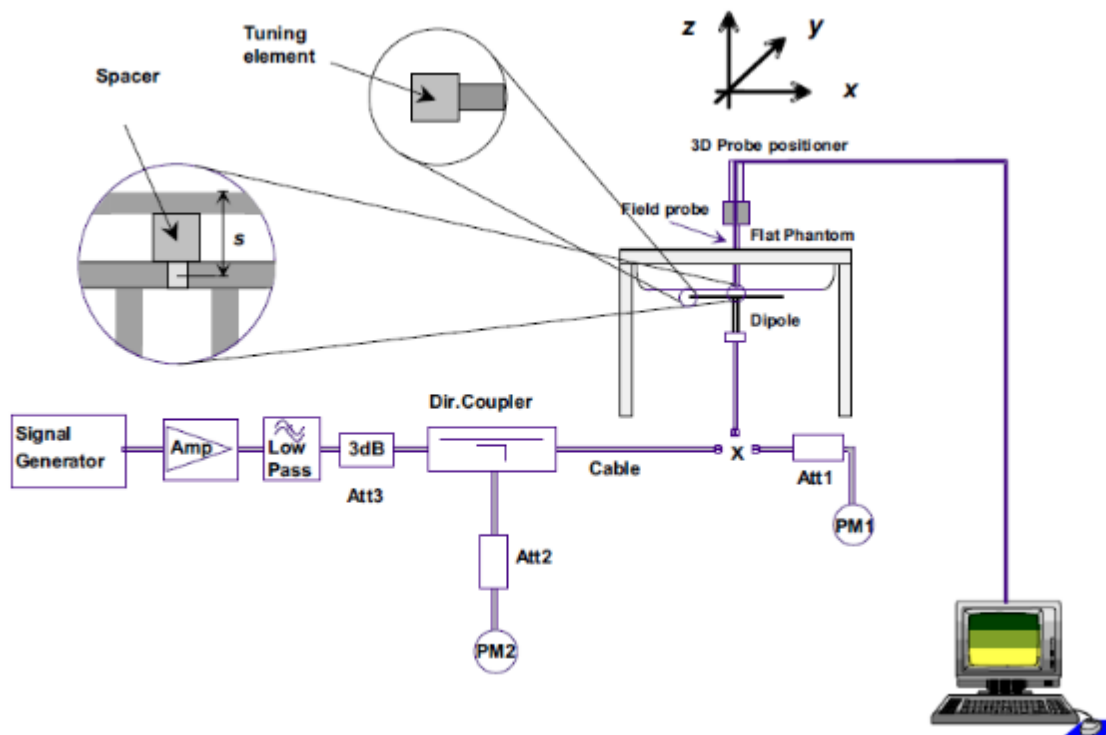 Tuning
element
Spacer
z
y
x
3D Probe positioner
Field probe
Flat Phantom
s
Dipole
Dir.Coupler
Signal
Generator
Amp
Low
Pass
3dB
Att3
Cable
X
Att1
PM1
Att2
PM2